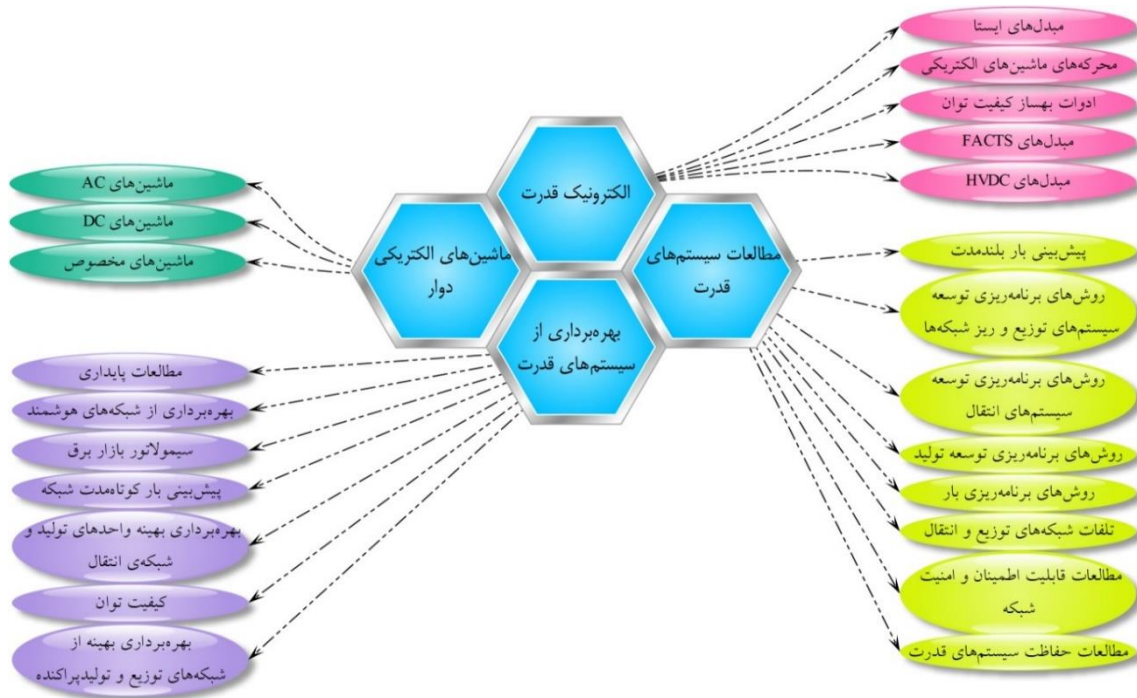 الکترونیک قدرت
مطالعات سیستم‌های
قدرت
ماشین‌های الکتریکی
دوار
بهره‌برداری از
سیستم‌های قدرت
مبدل‌های ایستا
محرکه‌های ماشین‌های الکتریکی
ادوات بهساز کیفیت توان
مبدل‌های FACTS
مبدل‌های HVDC
پیش‌بینی بار بلندمدت
روش‌های برنامه‌ریزی توسعه
سیستم‌های توزیع و ریز شبکه‌ها
روش‌های برنامه‌ریزی توسعه
سیستم‌های انتقال
روش‌های برنامه‌ریزی توسعه تولید
روش‌های برنامه‌ریزی بار
تلفات شبکه‌های توزیع و انتقال
مطالعات قابلیت اطمینان و امنیت
شبکه
مطالعات حفاظت سیستم‌های قدرت
ماشین‌های AC
ماشین‌های DC
ماشین‌های مخصوص
مطالعات پایداری
بهره‌برداری از شبکه‌های هوشمند
سیمولاتور بازار برق
پیش‌بینی بار کوتاه‌مدت شبکه
بهره‌برداری بهینه واحدهای تولید و
شبکه‌ی انتقال
کیفیت توان
بهره‌برداری بهینه از
شبکه‌های توزیع و تولیدپراکنده